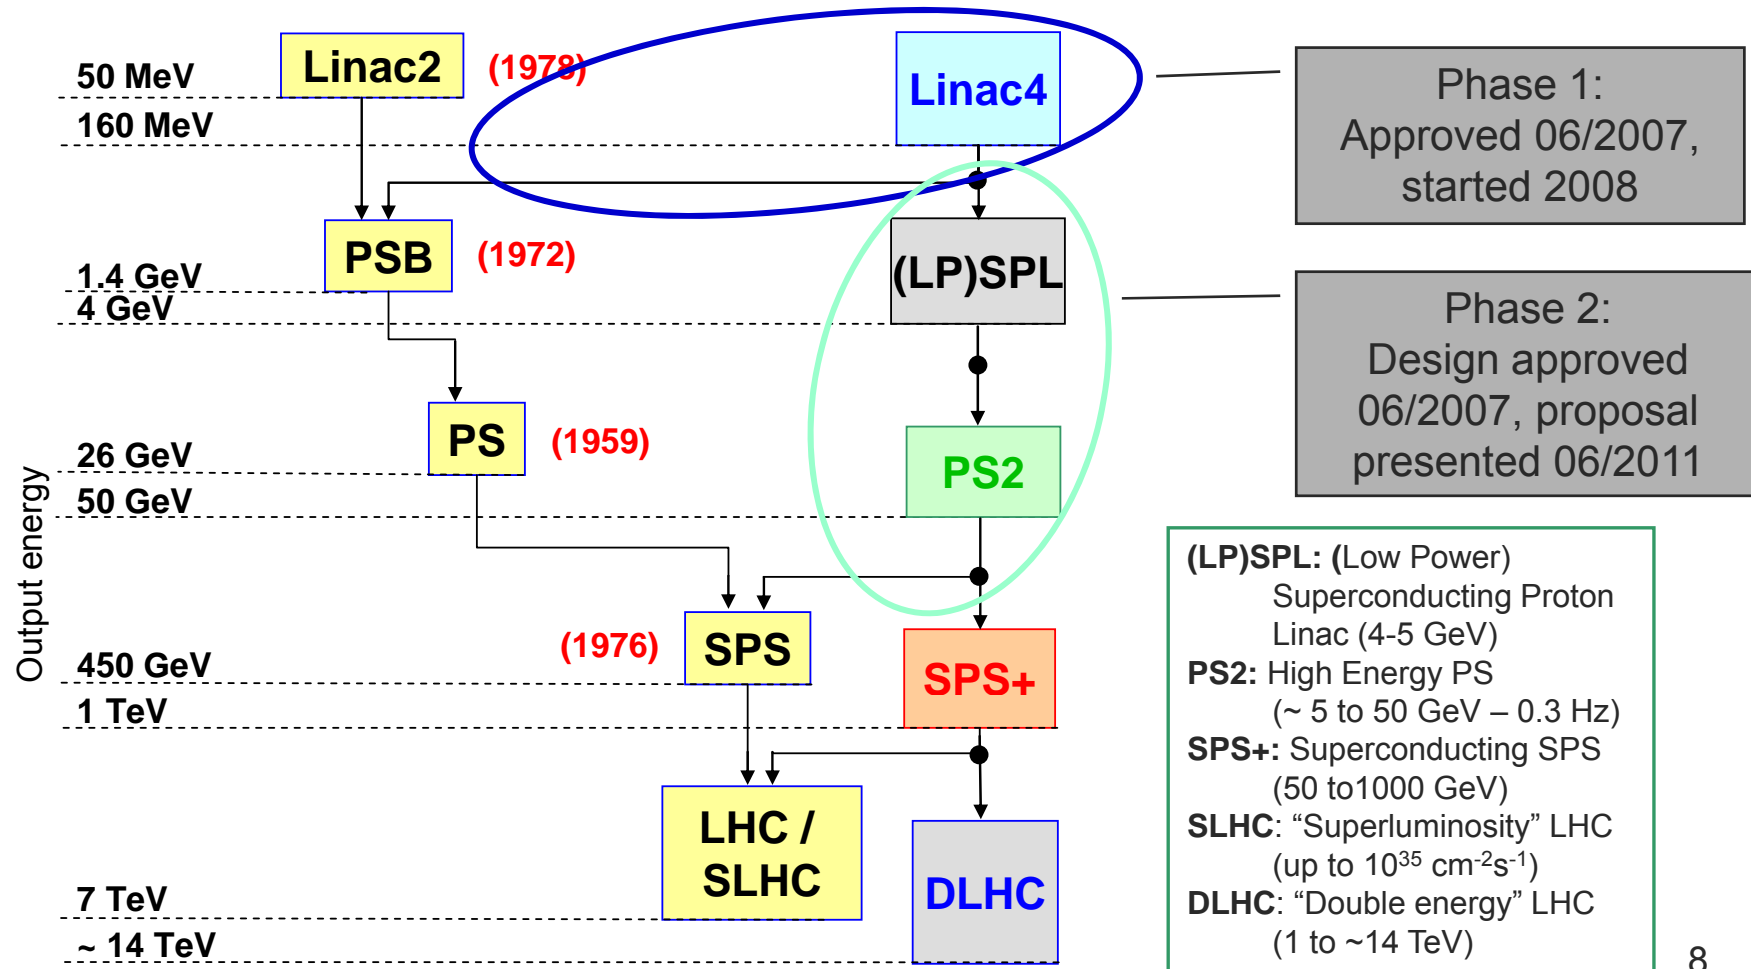 50 MeV
Linac2
(1978)
Linac4
160 MeV
Phase 1:
Approved 06/2007,
started 2008
PSB
(1972)
(LP)SPL
1.4 GeV
4 GeV
Phase 2:
Design approved
06/2007, proposal
presented 06/2011
PS
(1959)
PS2
26 GeV
50 GeV
Output energy
SPS
(1976)
SPS+
450 GeV
1 TeV
LHC /
SLHC
DLHC
7 TeV
~ 14 TeV
(LP)SPL: (Low Power)
Superconducting Proton
Linac (4-5 GeV)
PS2: High Energy PS
(~ 5 to 50 GeV – 0.3 Hz)
SPS+: Superconducting SPS
(50 to1000 GeV)
SLHC: “Superluminosity” LHC
(up to 10³⁵ cm⁻²s⁻¹)
DLHC: “Double energy” LHC
(1 to ~14 TeV)
8